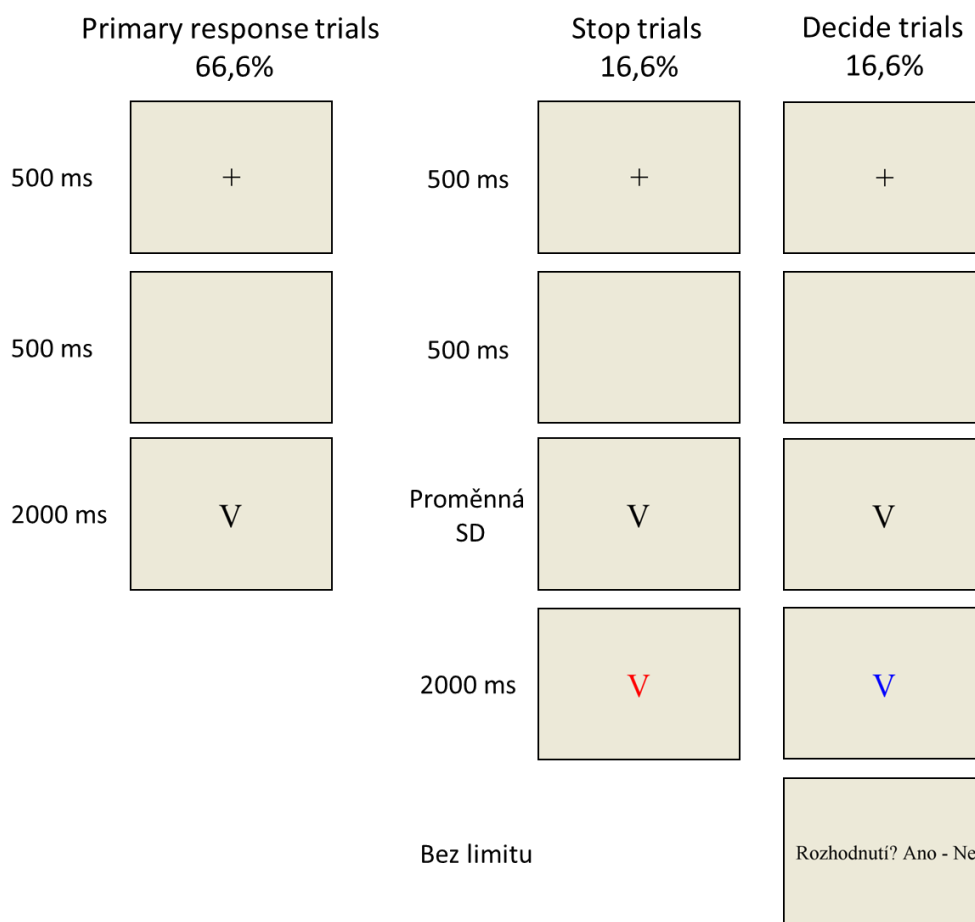 Primary response trials
66,6%
Stop trials
16,6%
Decide trials
16,6%
500 ms
+
500 ms
+
+
500 ms
500 ms
2000 ms
V
Proměnná
SD
V
V
2000 ms
V
V
Bez limitu
Rozhodnutí? Ano - Ne